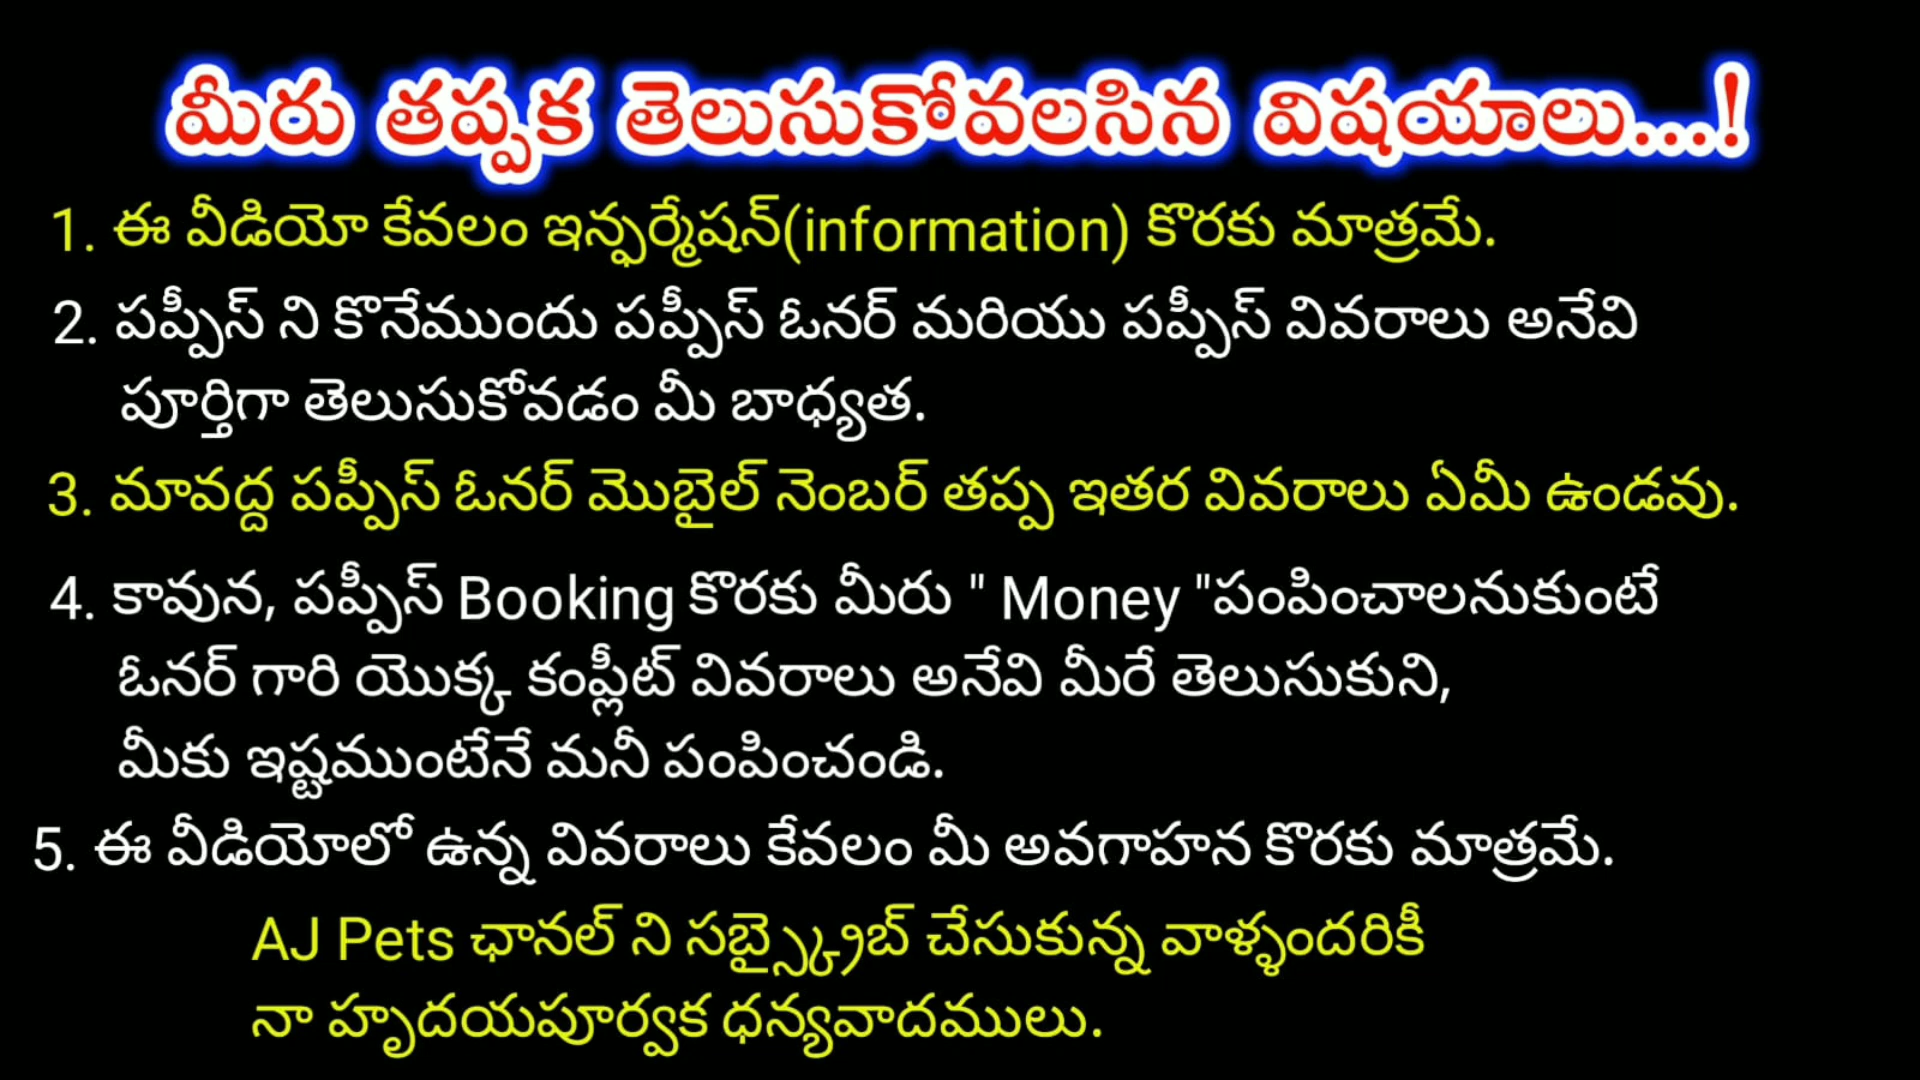 మీరు తప్పక తెలుసుకోవలసిన విషయాలు...!
1. ఈ వీడియో కేవలం ఇన్ఫర్మేషన్(information) కొరకు మాత్రమే.
2. పప్పీస్ ని కొనేముందు పప్పీస్ ఓనర్ మరియు పప్పీస్ వివరాలు అనేవి
పూర్తిగా తెలుసుకోవడం మీ బాధ్యత.
3. మావద్ద పప్పీస్ ఓనర్ మొబైల్ నెంబర్ తప్ప ఇతర వివరాలు ఏమీ ఉండవు.
4. కావున, పప్పీస్ Booking కొరకు మీరు " Money "పంపించాలనుకుంటే
ఓనర్ గారి యొక్క కంప్లీట్ వివరాలు అనేవి మీరే తెలుసుకుని,
మీకు ఇష్టముంటేనే మనీ పంపించండి.
5. ఈ వీడియోలో ఉన్న వివరాలు కేవలం మీ అవగాహన కొరకు మాత్రమే.
AJ Pets ఛానల్ ని సబ్స్క్రైబ్ చేసుకున్న వాళ్ళందరికీ
నా హృదయపూర్వక ధన్యవాదములు.